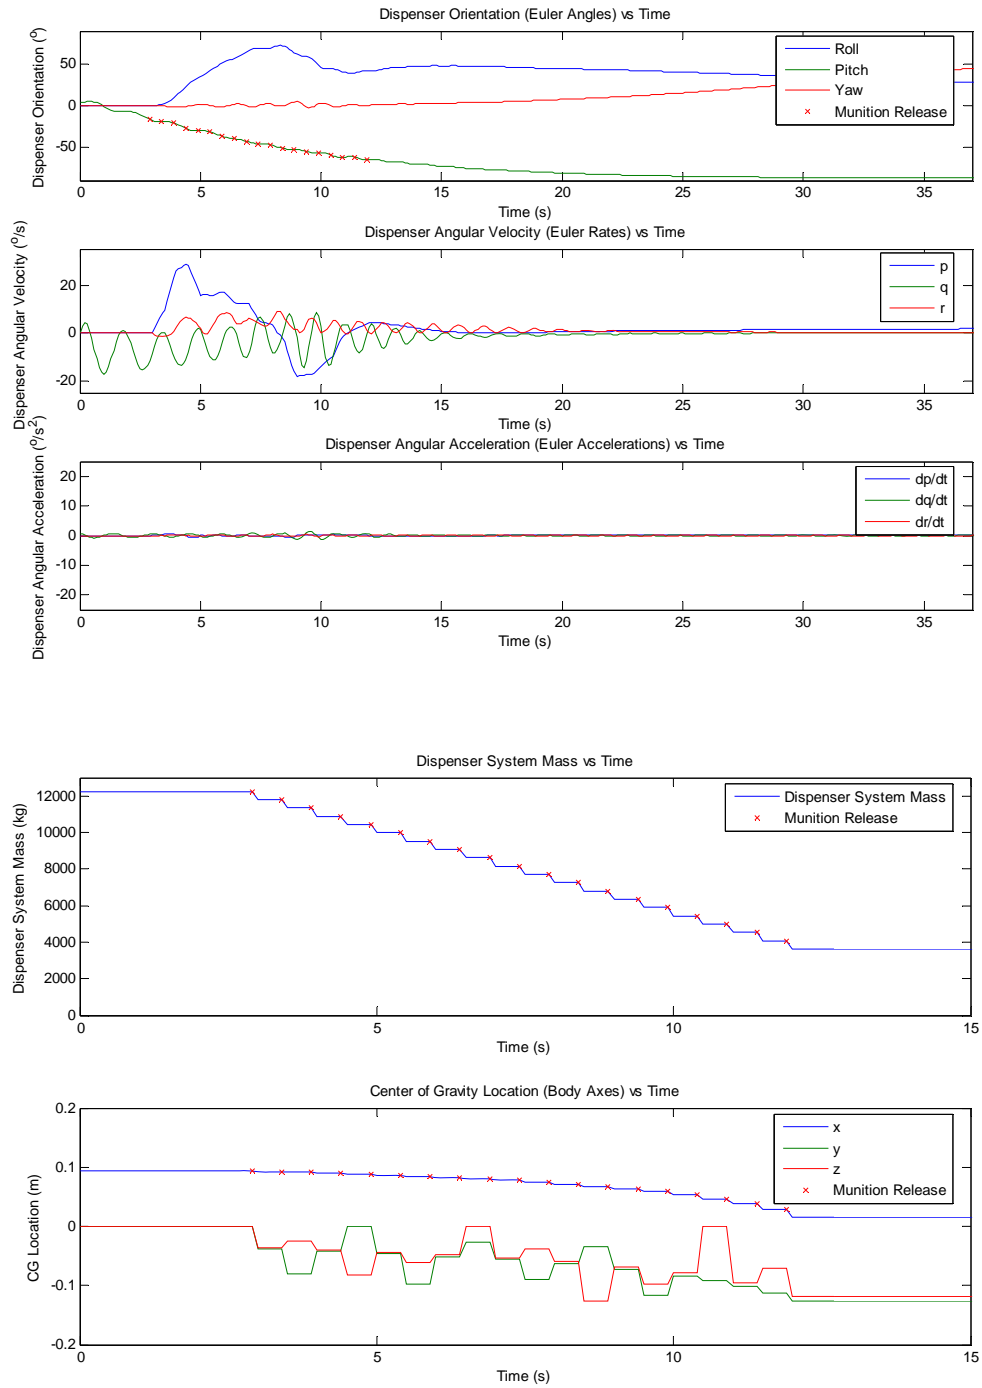 Dispenser Orientation (Euler Angles) vs Time
Dispenser Orientation (º)
50
0
-50
0 5 10 15 20 25 30 35
Time (s)
Roll
Pitch
Yaw
Munition Release
Dispenser Angular Velocity (Euler Rates) vs Time
Dispenser Angular Velocity (º/s)
20
0
-20
0 5 10 15 20 25 30 35
Time (s)
p
q
r
Dispenser Angular Acceleration (Euler Accelerations) vs Time
Dispenser Angular Acceleration (º/s²)
20
10
0
-10
-20
0 5 10 15 20 25 30 35
Time (s)
dp/dt
dq/dt
dr/dt
Dispenser System Mass vs Time
Dispenser System Mass (kg)
12000
10000
8000
6000
4000
2000
0
0 5 10 15
Time (s)
Dispenser System Mass
Munition Release
Center of Gravity Location (Body Axes) vs Time
CG Location (m)
0.2
0.1
0
-0.1
-0.2
0 5 10 15
Time (s)
x
y
z
Munition Release